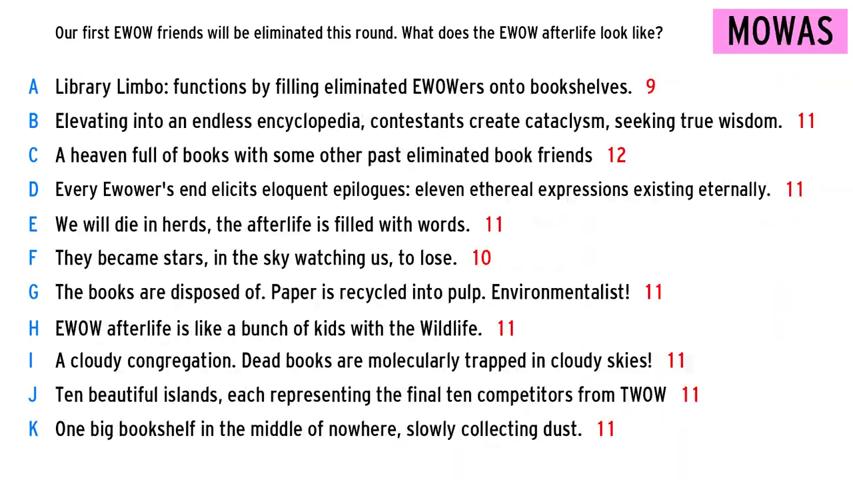 Our first EWOW friends will be eliminated this round. What does the EWOW afterlife look like?
MOWAS
A Library Limbo: functions by filling eliminated EWOWers onto bookshelves. 9
B Elevating into an endless encyclopedia, contestants create cataclysm, seeking true wisdom. 11
C A heaven full of books with some other past eliminated book friends 12
D Every Ewower's end elicits eloquent epilogues: eleven ethereal expressions existing eternally. 11
E We will die in herds, the afterlife is filled with words. 11
F They became stars, in the sky watching us, to lose. 10
G The books are disposed of. Paper is recycled into pulp. Environmentalist! 11
H EWOW afterlife is like a bunch of kids with the Wildlife. 11
I A cloudy congregation. Dead books are molecularly trapped in cloudy skies! 11
J Ten beautiful islands, each representing the final ten competitors from TWOW 11
K One big bookshelf in the middle of nowhere, slowly collecting dust. 11